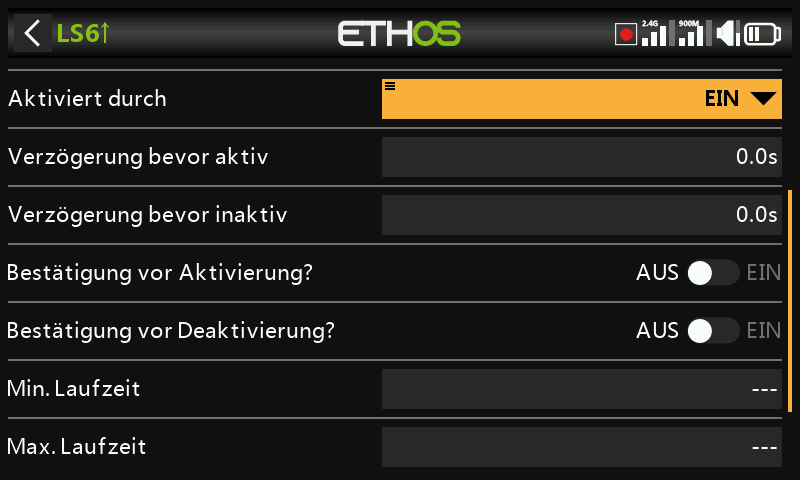 LS6↑ ETHOS 2.4G 900M
Aktiviert durch EIN
Verzögerung bevor aktiv 0.0s
Verzögerung bevor inaktiv 0.0s
Bestätigung vor Aktivierung? AUS EIN
Bestätigung vor Deaktivierung? AUS EIN
Min. Laufzeit ---
Max. Laufzeit ---